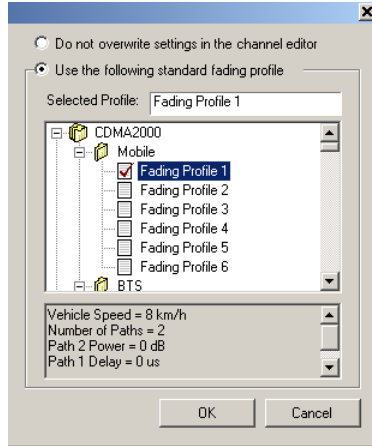 Do not overwrite settings in the channel editor
Use the following standard fading profile
Selected Profile: Fading Profile 1
CDMA2000
Mobile
Fading Profile 1
Fading Profile 2
Fading Profile 3
Fading Profile 4
Fading Profile 5
Fading Profile 6
BTS
Vehicle Speed = 8 km/h
Number of Paths = 2
Path 2 Power = 0 dB
Path 1 Delay = 0 us
OK Cancel